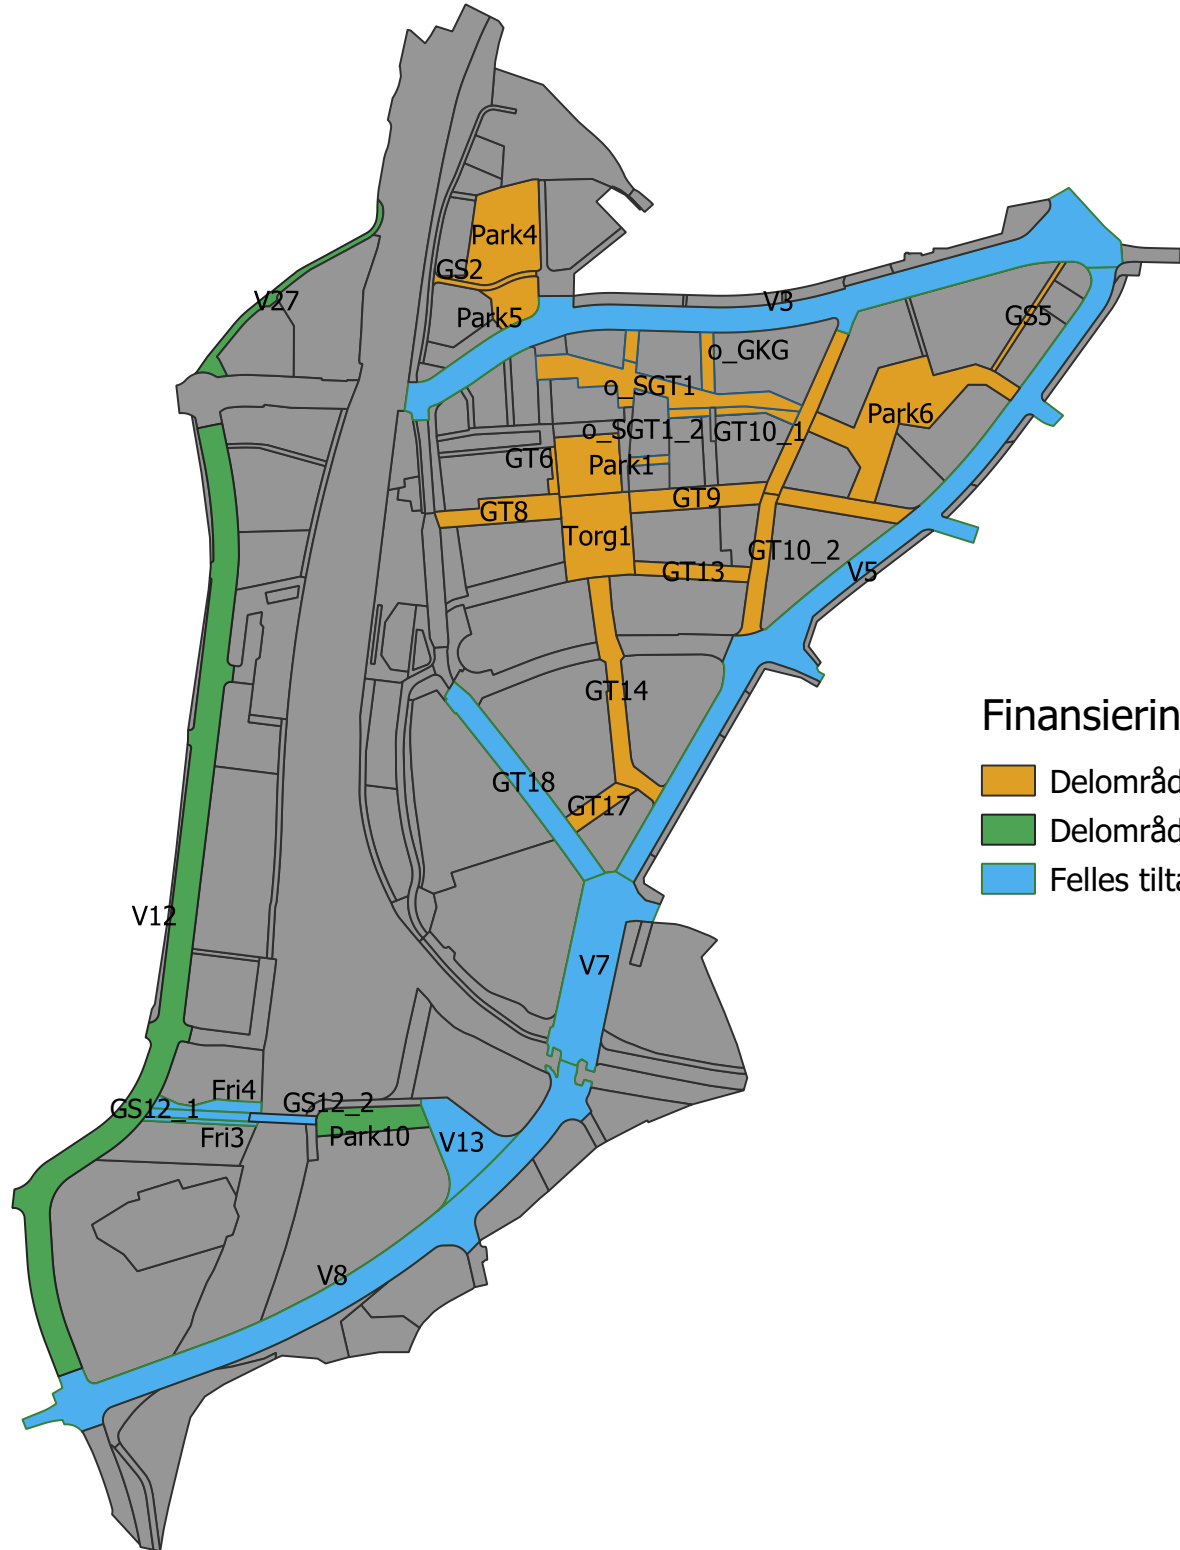 Park4
GS2
V27
V3
Park5
GS5
o_GKG
o_SGT1
Park6
o_SGT1_2
GT10_1
GT6
Park1
GT9
GT8
Torg1
GT10_2
GT13
V5
GT14
Finansierin
Delområd
GT18
GT17
Delområd
Felles tilta
V12
V7
Fri4
GS12_2
GS12_1
Fri3
Park10
V13
V8